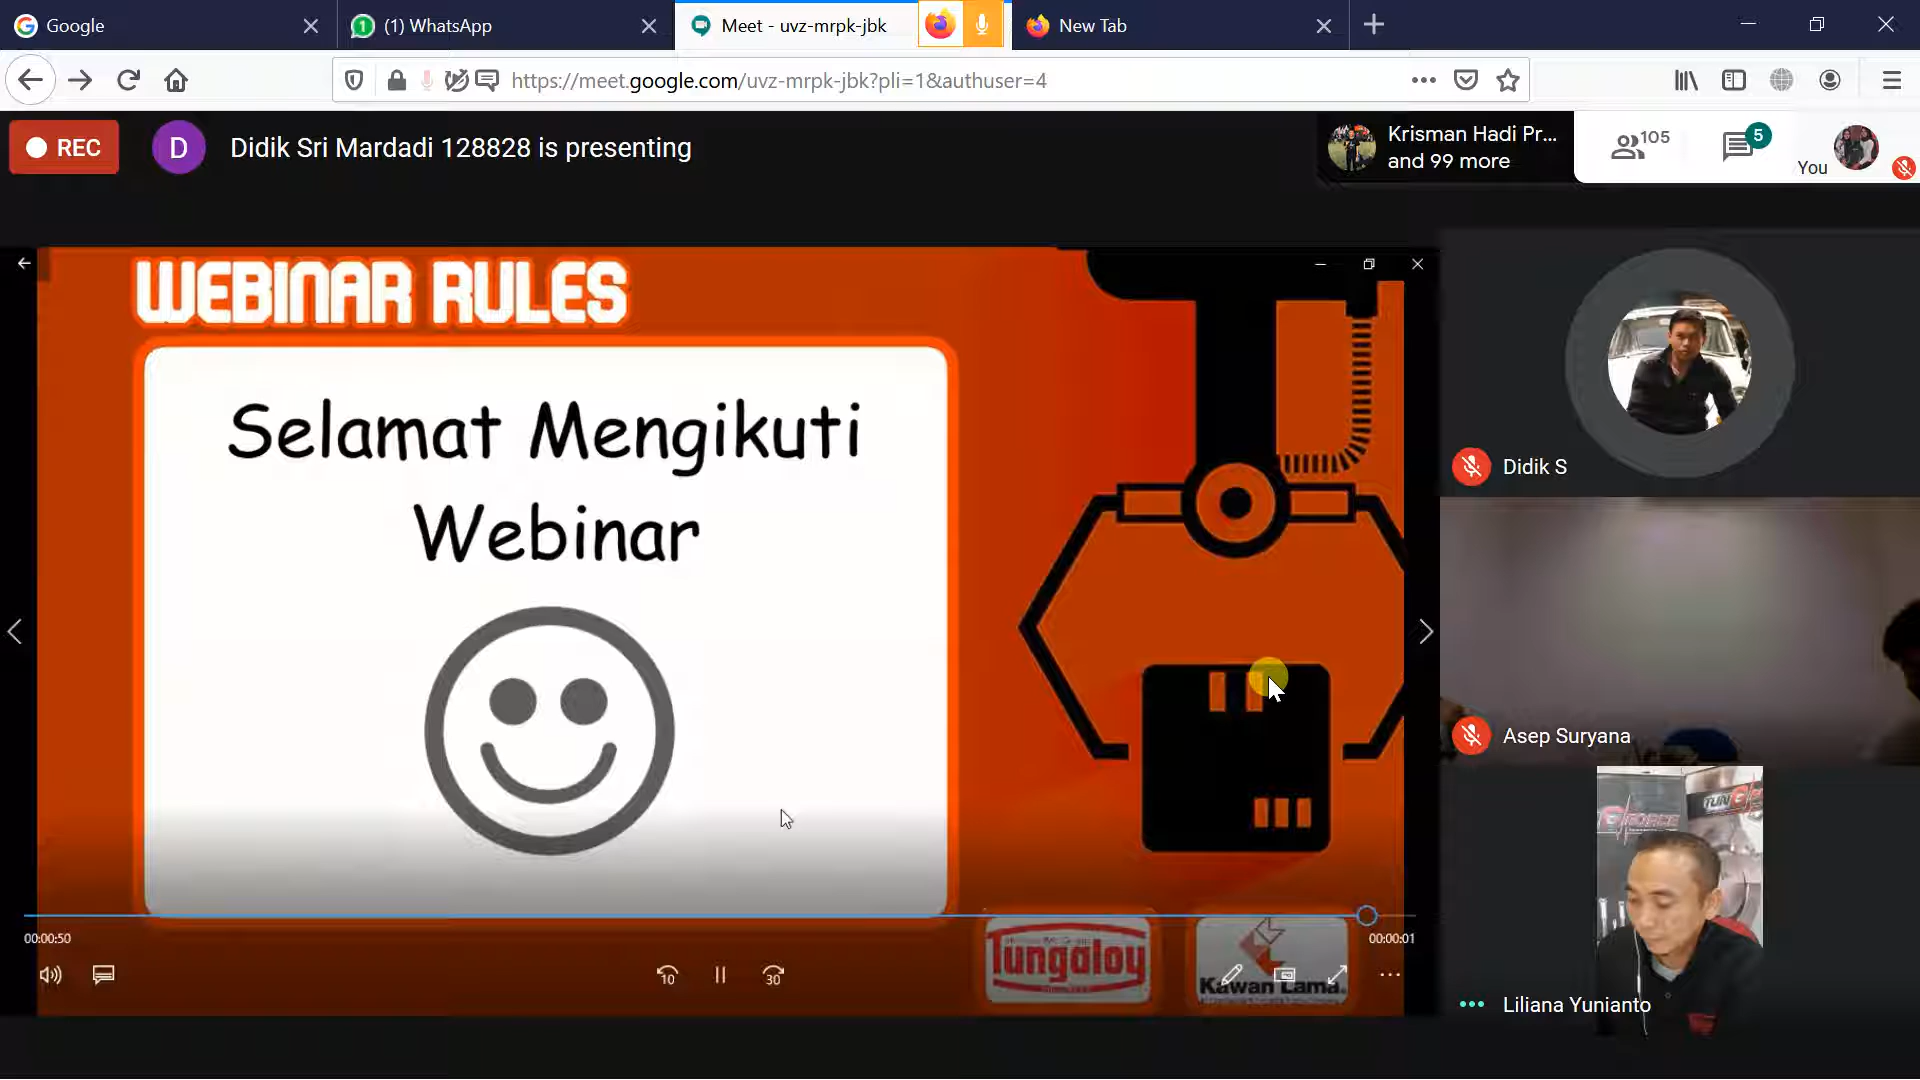 Google
(1) WhatsApp
Meet - uvz-mrpk-jbk
New Tab
https://meet.google.com/uvz-mrpk-jbk?pli=1&authuser=4
REC
D
Didik Sri Mardadi 128828 is presenting
Krisman Hadi Pr...
and 99 more
105
5
You
WEBINAR RULES
Selamat Mengikuti
Webinar
Didik S
Asep Suryana
Liliana Yunianto
00:00:50
00:00:01
10
30
Tungaloy
Kawan Lama